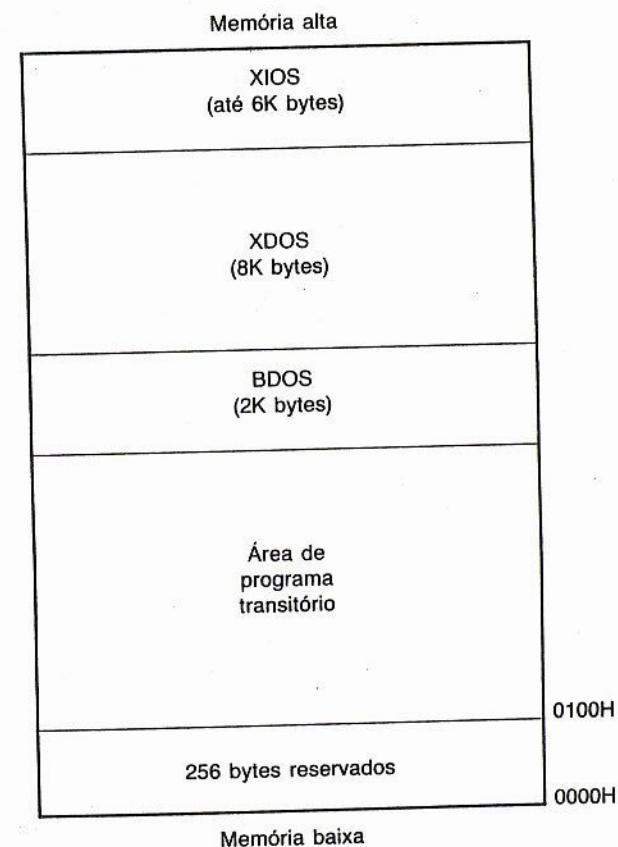 Memória alta
XIOS
(até 6K bytes)
XDOS
(8K bytes)
BDOS
(2K bytes)
Área de
programa
transitório
0100H
256 bytes reservados
0000H
Memória baixa